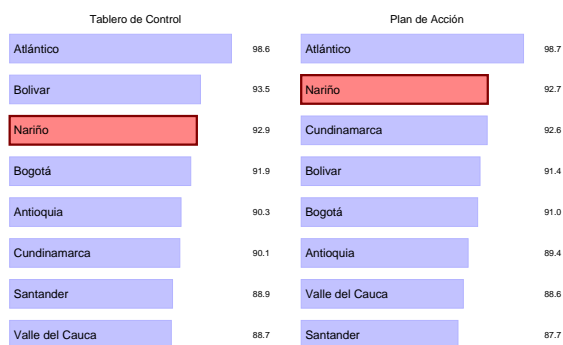 Tablero de Control
Atlántico 98.6
Bolivar 93.5
Nariño 92.9
Bogotá 91.9
Antioquia 90.3
Cundinamarca 90.1
Santander 88.9
Valle del Cauca 88.7
Plan de Acción
Atlántico 98.7
Nariño 92.7
Cundinamarca 92.6
Bolivar 91.4
Bogotá 91.0
Antioquia 89.4
Valle del Cauca 88.6
Santander 87.7